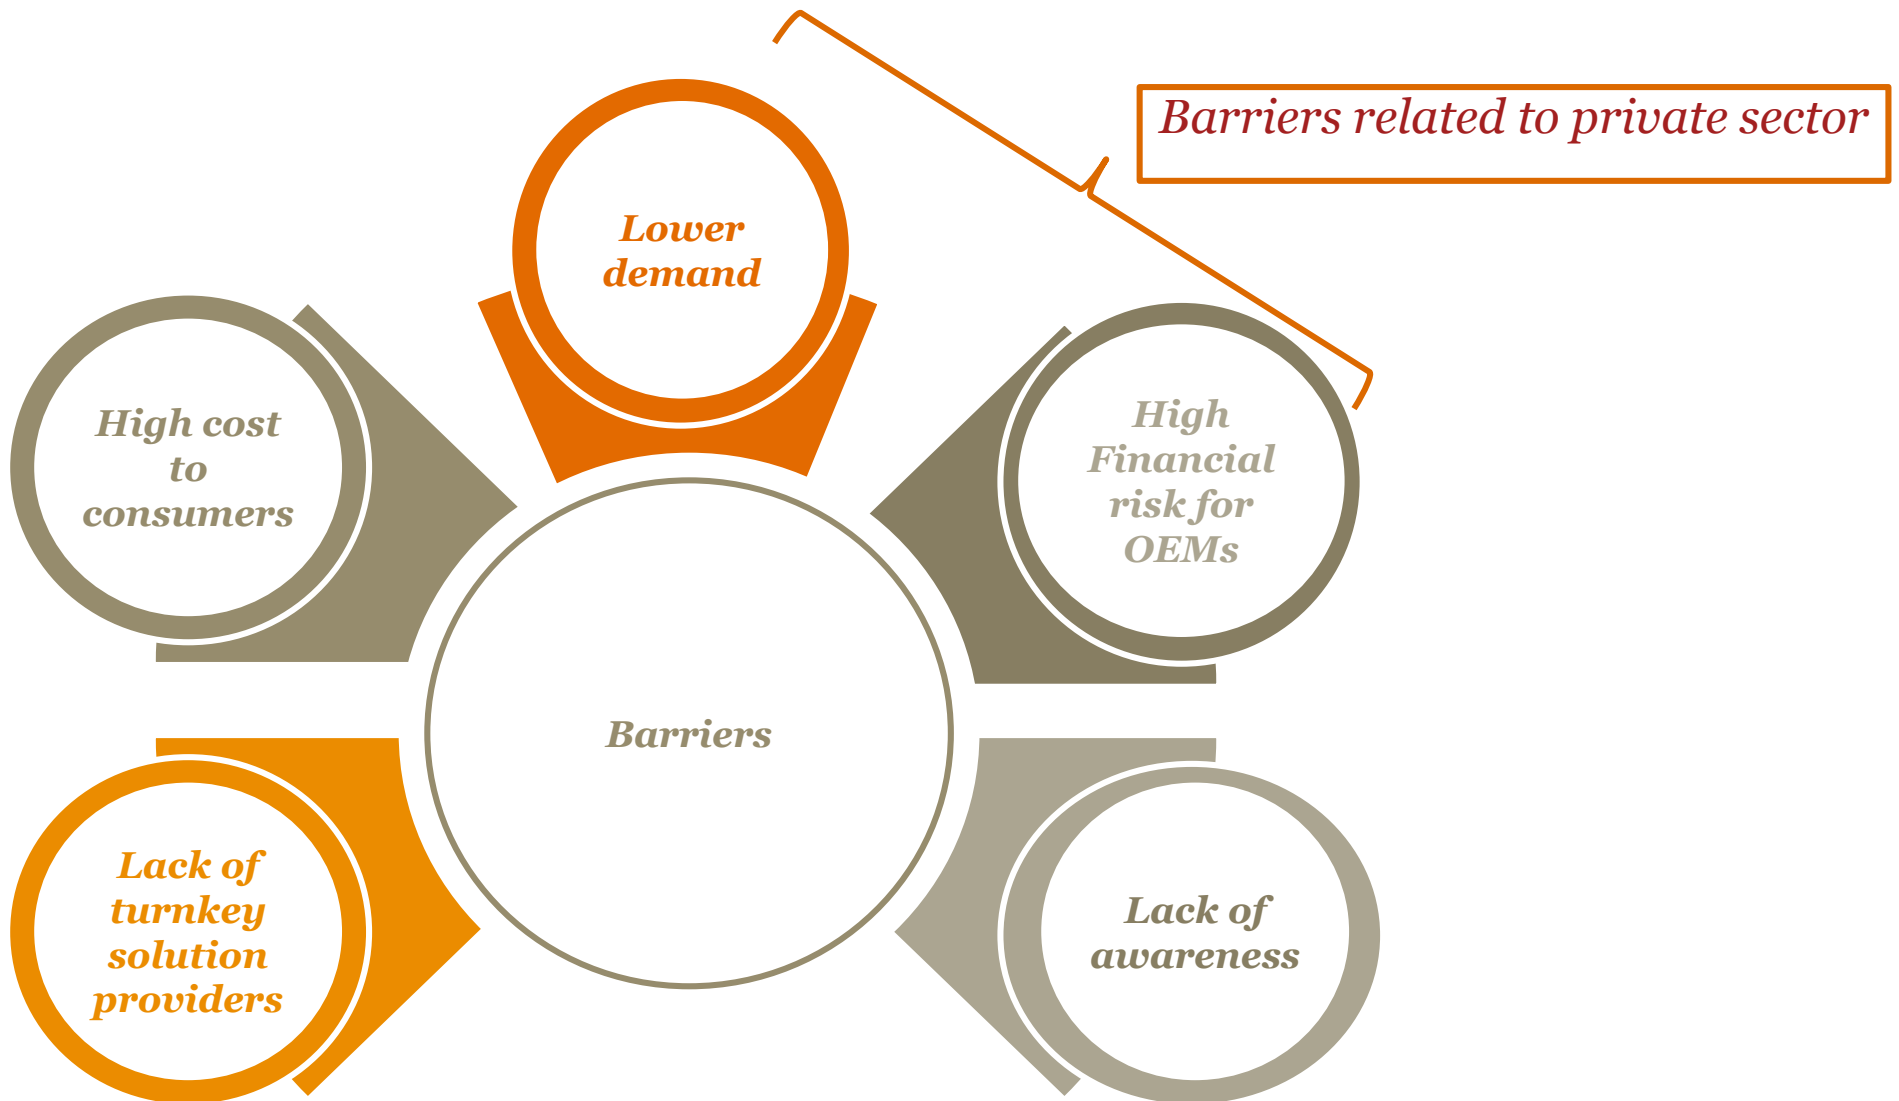 Barriers related to private sector
Lower
demand
High cost
to
consumers
High
Financial
risk for
OEMs
Barriers
Lack of
turnkey
solution
providers
Lack of
awareness